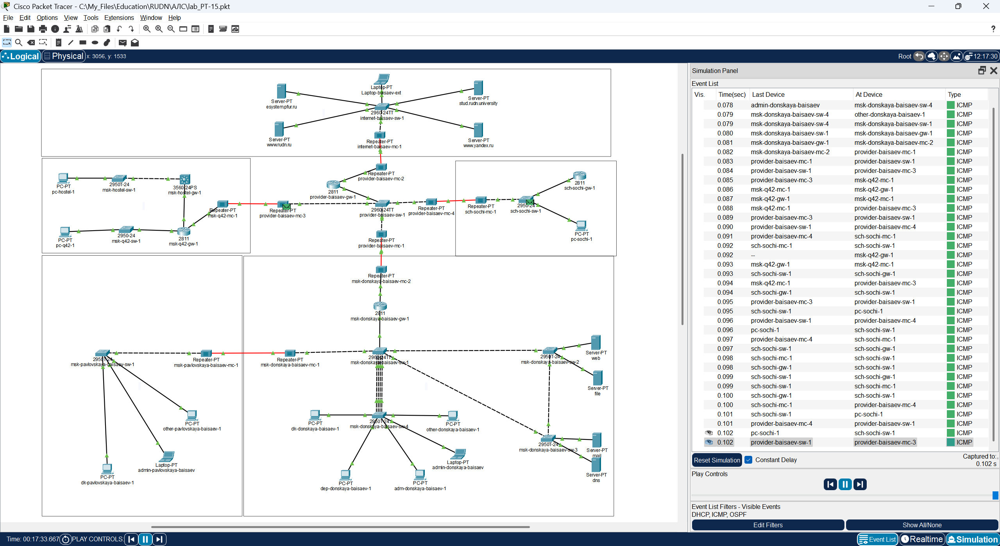 Cisco Packet Tracer - C:\My_Files\Education\RUDN\АЛС\lab_PT-15.pkt
File Edit Options View Tools Extensions Window Help
Logical Physical x: 3056, y: 1533
Root 12:17:30
Laptop-PT
Laptop-baisaev-ext
Server-PT
esystem.pfur.ru
Server-PT
stud.rudn.university
2960-24TT
internet-baisaev-sw-1
Server-PT
www.rudn.ru
Repeater-PT
internet-baisaev-mc-1
Server-PT
www.yandex.ru
PC-PT
pc-hostel-1
2950T-24
msk-hostel-sw-1
3560-24PS
msk-hostel-gw-1
Repeater-PT
msk-q42-mc-1
PC-PT
pc-q42-1
2950-24
msk-q42-sw-1
2811
msk-q42-gw-1
Repeater-PT
provider-baisaev-mc-2
2811
provider-baisaev-gw-1
Repeater-PT
provider-baisaev-mc-3
2960-24TT
provider-baisaev-sw-1
Repeater-PT
provider-baisaev-mc-4
Repeater-PT
provider-baisaev-mc-1
2811
sch-sochi-gw-1
Repeater-PT
sch-sochi-mc-1
2950-24
sch-sochi-sw-1
PC-PT
pc-sochi-1
Repeater-PT
msk-donskaya-baisaev-mc-2
2811
msk-donskaya-baisaev-gw-1
2950T-24
msk-pavlovskaya-baisaev-sw-1
Repeater-PT
msk-pavlovskaya-baisaev-mc-1
Repeater-PT
msk-donskaya-baisaev-mc-1
2960-24TT
msk-donskaya-baisaev-sw-1
2950T-24
msk-donskaya-baisaev-sw-2
Server-PT
web
Server-PT
file
PC-PT
other-pavlovskaya-baisaev-1
Laptop-PT
admin-pavlovskaya-baisaev
PC-PT
dk-pavlovskaya-baisaev-1
PC-PT
dk-donskaya-baisaev-1
2950T-24
msk-donskaya-baisaev-sw-4
PC-PT
other-donskaya-baisaev-1
Laptop-PT
admin-donskaya-baisaev
PC-PT
dep-donskaya-baisaev-1
PC-PT
adm-donskaya-baisaev-1
2950T-24
msk-donskaya-baisaev-sw-3
Server-PT
mail
Server-PT
dns
Simulation Panel
Event List
Vis. Time(sec) Last Device At Device Type
0.078 admin-donskaya-baisaev msk-donskaya-baisaev-sw-4 ICMP
0.079 msk-donskaya-baisaev-sw-4 other-donskaya-baisaev-1 ICMP
0.079 msk-donskaya-baisaev-sw-4 msk-donskaya-baisaev-sw-1 ICMP
0.080 msk-donskaya-baisaev-sw-1 msk-donskaya-baisaev-gw-1 ICMP
0.081 msk-donskaya-baisaev-gw-1 msk-donskaya-baisaev-mc-2 ICMP
0.082 msk-donskaya-baisaev-mc-2 provider-baisaev-mc-1 ICMP
0.083 provider-baisaev-mc-1 provider-baisaev-sw-1 ICMP
0.084 provider-baisaev-sw-1 provider-baisaev-mc-3 ICMP
0.085 provider-baisaev-mc-3 msk-q42-mc-1 ICMP
0.086 msk-q42-mc-1 msk-q42-gw-1 ICMP
0.087 msk-q42-gw-1 msk-q42-mc-1 ICMP
0.088 msk-q42-mc-1 provider-baisaev-mc-3 ICMP
0.089 provider-baisaev-mc-3 provider-baisaev-sw-1 ICMP
0.090 provider-baisaev-sw-1 provider-baisaev-mc-4 ICMP
0.091 provider-baisaev-mc-4 sch-sochi-mc-1 ICMP
0.092 sch-sochi-mc-1 sch-sochi-sw-1 ICMP
0.092 -- msk-q42-gw-1 ICMP
0.093 msk-q42-gw-1 msk-q42-mc-1 ICMP
0.093 sch-sochi-sw-1 sch-sochi-gw-1 ICMP
0.094 msk-q42-mc-1 provider-baisaev-mc-3 ICMP
0.094 sch-sochi-gw-1 sch-sochi-sw-1 ICMP
0.095 provider-baisaev-mc-3 provider-baisaev-sw-1 ICMP
0.095 sch-sochi-sw-1 pc-sochi-1 ICMP
0.096 provider-baisaev-sw-1 provider-baisaev-mc-4 ICMP
0.096 pc-sochi-1 sch-sochi-sw-1 ICMP
0.097 provider-baisaev-mc-4 sch-sochi-mc-1 ICMP
0.097 sch-sochi-sw-1 sch-sochi-gw-1 ICMP
0.098 sch-sochi-mc-1 sch-sochi-sw-1 ICMP
0.098 sch-sochi-gw-1 sch-sochi-sw-1 ICMP
0.099 sch-sochi-sw-1 sch-sochi-gw-1 ICMP
0.099 sch-sochi-sw-1 sch-sochi-mc-1 ICMP
0.100 sch-sochi-gw-1 sch-sochi-sw-1 ICMP
0.100 sch-sochi-mc-1 provider-baisaev-mc-4 ICMP
0.101 sch-sochi-sw-1 pc-sochi-1 ICMP
0.101 provider-baisaev-mc-4 provider-baisaev-sw-1 ICMP
0.102 pc-sochi-1 sch-sochi-sw-1 ICMP
0.102 provider-baisaev-sw-1 provider-baisaev-mc-3 ICMP
Reset Simulation Constant Delay Captured to:
0.102 s
Play Controls
Event List Filters - Visible Events
DHCP, ICMP, OSPF
Edit Filters Show All/None
Time: 00:17:33.667 PLAY CONTROLS: Event List Realtime Simulation